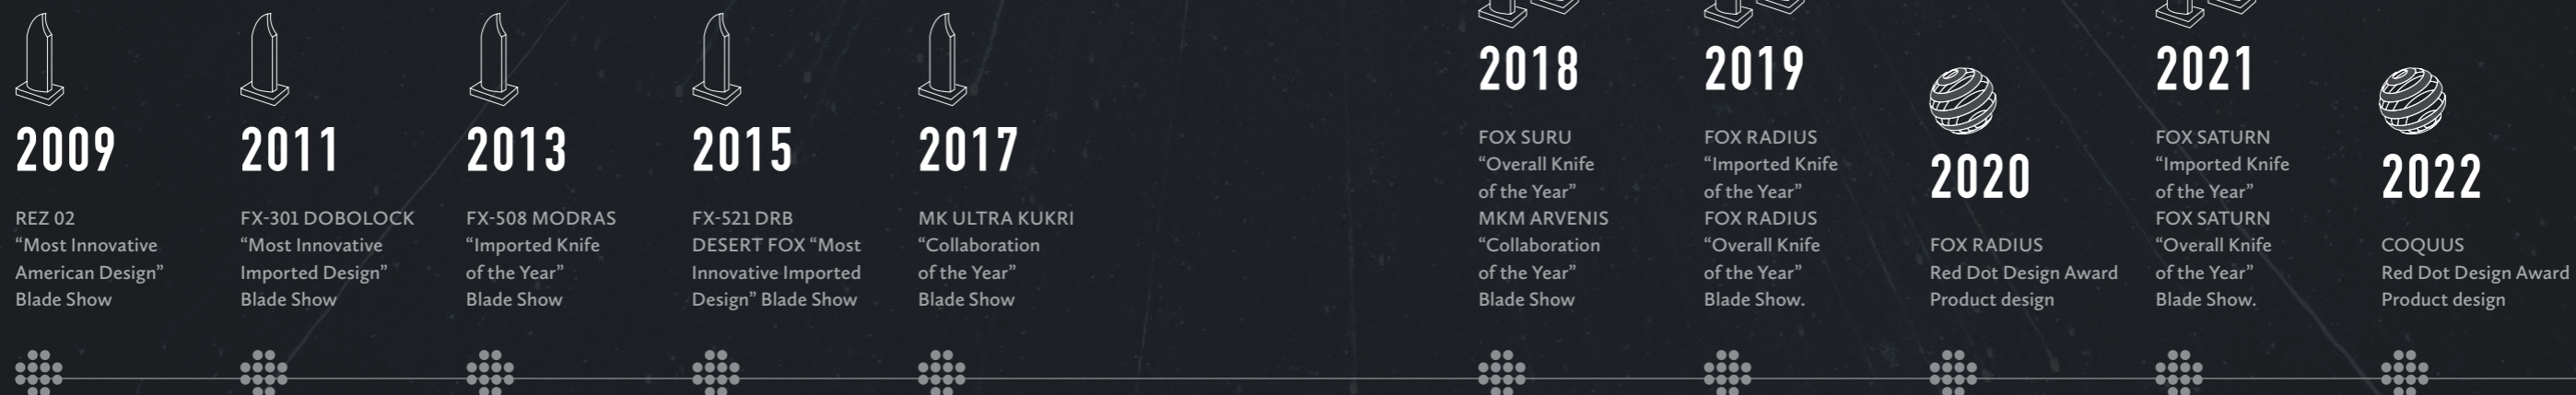 2009
REZ 02
“Most Innovative
American Design”
Blade Show
2011
FX-301 DOBOLOCK
“Most Innovative
Imported Design”
Blade Show
2013
FX-508 MODRAS
“Imported Knife
of the Year”
Blade Show
2015
FX-521 DRB
DESERT FOX “Most
Innovative Imported
Design” Blade Show
2017
MK ULTRA KUKRI
“Collaboration
of the Year”
Blade Show
2018
FOX SURU
“Overall Knife
of the Year”
MKM ARVENIS
“Collaboration
of the Year”
Blade Show
2019
FOX RADIUS
“Imported Knife
of the Year”
FOX RADIUS
“Overall Knife
of the Year”
Blade Show.
2020
FOX RADIUS
Red Dot Design Award
Product design
2021
FOX SATURN
“Imported Knife
of the Year”
FOX SATURN
“Overall Knife
of the Year”
Blade Show.
2022
COQUUS
Red Dot Design Award
Product design